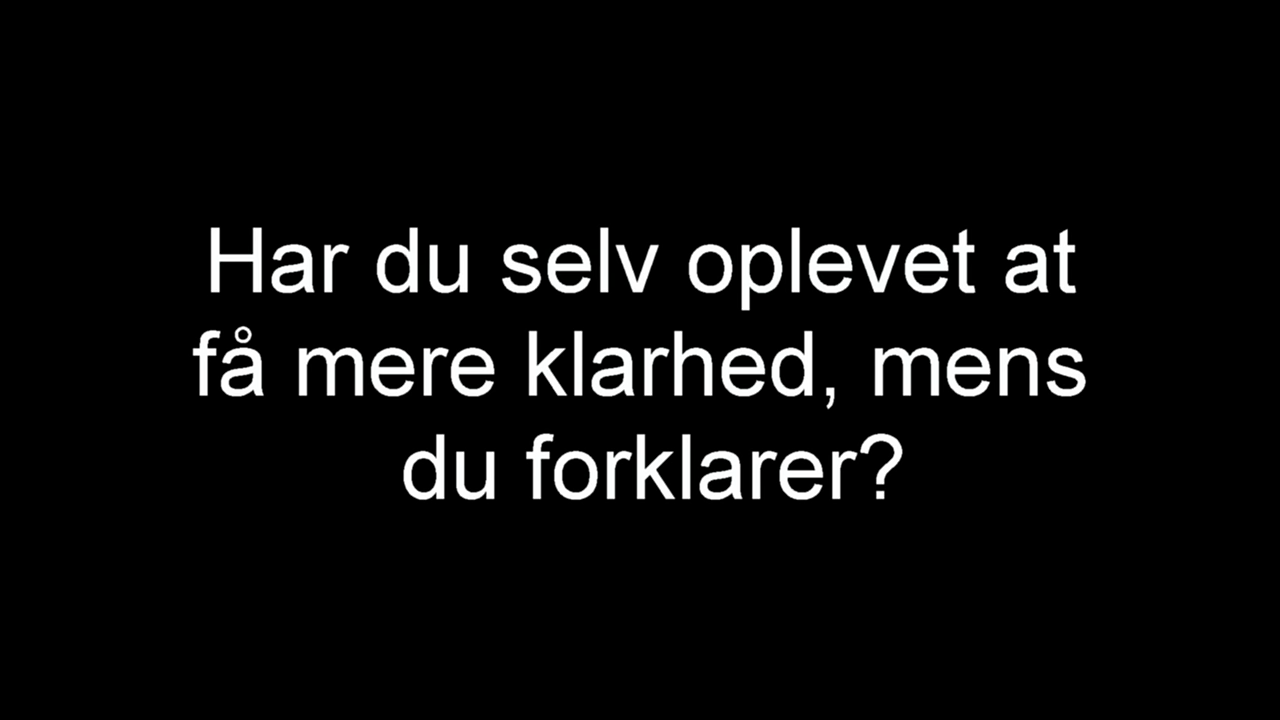 Har du selv oplevet at
få mere klarhed, mens
du forklarer?